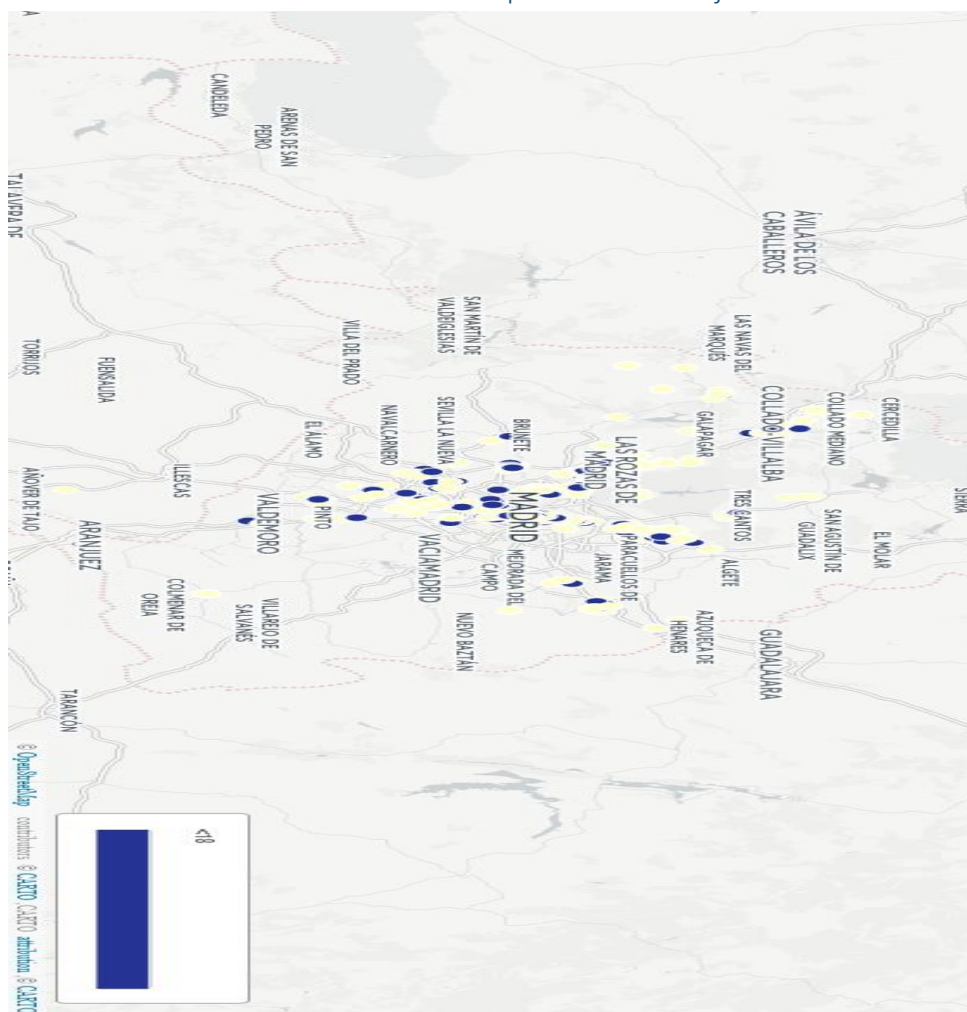 CERCEDILLA
EL MOLAR
SIERRA
COLLADO MEDIANO
SAN AGUSTÍN DE
GUADALIX
ÁVILA DE LOS
CABALLEROS
COLLADO VILLALBA
GUADALAJARA
LAS NAVAS DEL
MARQUÉS
GALAPAGAR
TRES CANTOS
ALGETE
AZUQUECA DE
HENARES
LAS ROZAS DE
MADRID
PARACUELLOS DE
JARAMA
BRUNETE
MADRID
MEJORADA DEL
CAMPO
SAN MARTÍN DE
VALDEIGLESIAS
SEVILLA LA NUEVA
VACIAMADRID
NUEVO BAZTÁN
NAVALCARNERO
VILLA DEL PRADO
EL ÁLAMO
PINTO
ARENAS DE SAN
PEDRO
VALDEMORO
VILLAREJO DE
SALVANÉS
CANDELEDA
ILLESCAS
COLMENAR DE
OREJA
FUENSALIDA
ARANJUEZ
TARANCÓN
TORRIJOS
AÑOVER DE TAJO
TALAVERA DE
<18
© OpenStreetMap contributors © CARTO, CARTO attribution, © CARTO